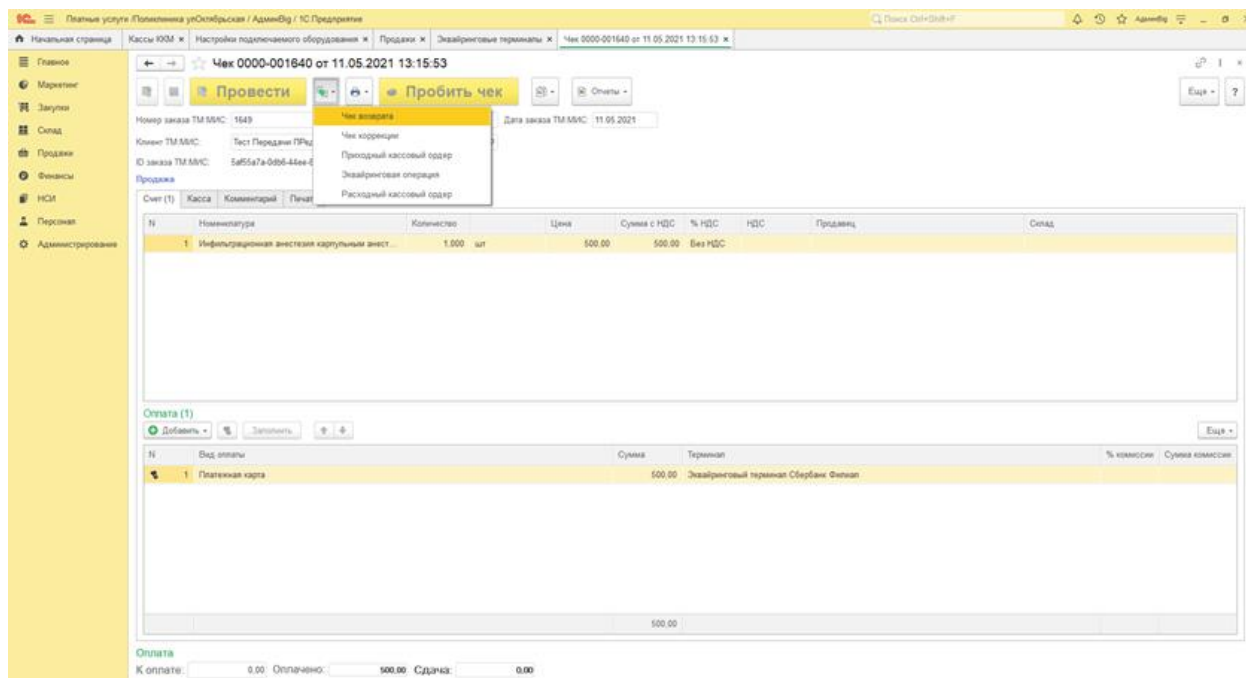 1С Платные услуги /Поликлиника упОктябрьская / АдминBig / 1С:Предприятие Поиск Ctrl+Shift+F АдминBig
Начальная страница Кассы ККМ × Настройки подключаемого оборудования × Продажи × Эквайринговые терминалы × Чек 0000-001640 от 11.05.2021 13:15:53 ×
Главное
Маркетинг
Закупки
Склад
Продажи
Финансы
НСИ
Персонал
Администрирование
Чек 0000-001640 от 11.05.2021 13:15:53
Провести Пробить чек Отчеты Еще ?
Номер заказа ТМ:МИС: 1649 Дата заказа ТМ:МИС: 11.05.2021
Клиент ТМ:МИС: Тест Передачи
ID заказа ТМ:МИС: 5af55a7a-0db6-44ee-
Чек возврата
Чек коррекции
Приходный кассовый ордер
Эквайринговая операция
Расходный кассовый ордер
Продажа
Счет (1) Касса Комментарий
N Номенклатура Количество Цена Сумма с НДС % НДС НДС Продавец Склад
1 Инфильтрационная анестезия карпульным анест... 1,000 шт 500,00 500,00 Без НДС
Оплата (1)
Добавить Заполнить Еще
N Вид оплаты Сумма Терминал % комиссии Сумма комиссии
1 Платежная карта 500,00 Эквайринговый терминал Сбербанк Филиал
500,00
Оплата
К оплате: 0,00 Оплачено: 500,00 Сдача: 0,00